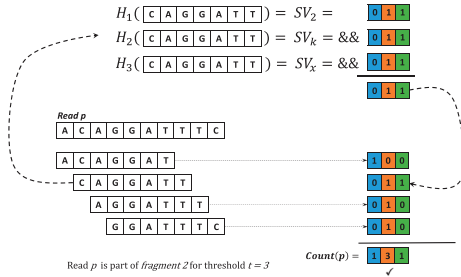 H1( C A G G A T T ) = SV2 = 0 1 1
H2( C A G G A T T ) = SVk = && 0 1 1
H3( C A G G A T T ) = SVx = && 0 1 1
0 1 1
Read p
A C A G G A T T T C
A C A G G A T 1 0 0
C A G G A T T 0 1 1
A G G A T T T 0 1 0
G G A T T T C 0 1 0
Count(p) = 1 3 1
✓
Read p is part of fragment 2 for threshold t = 3